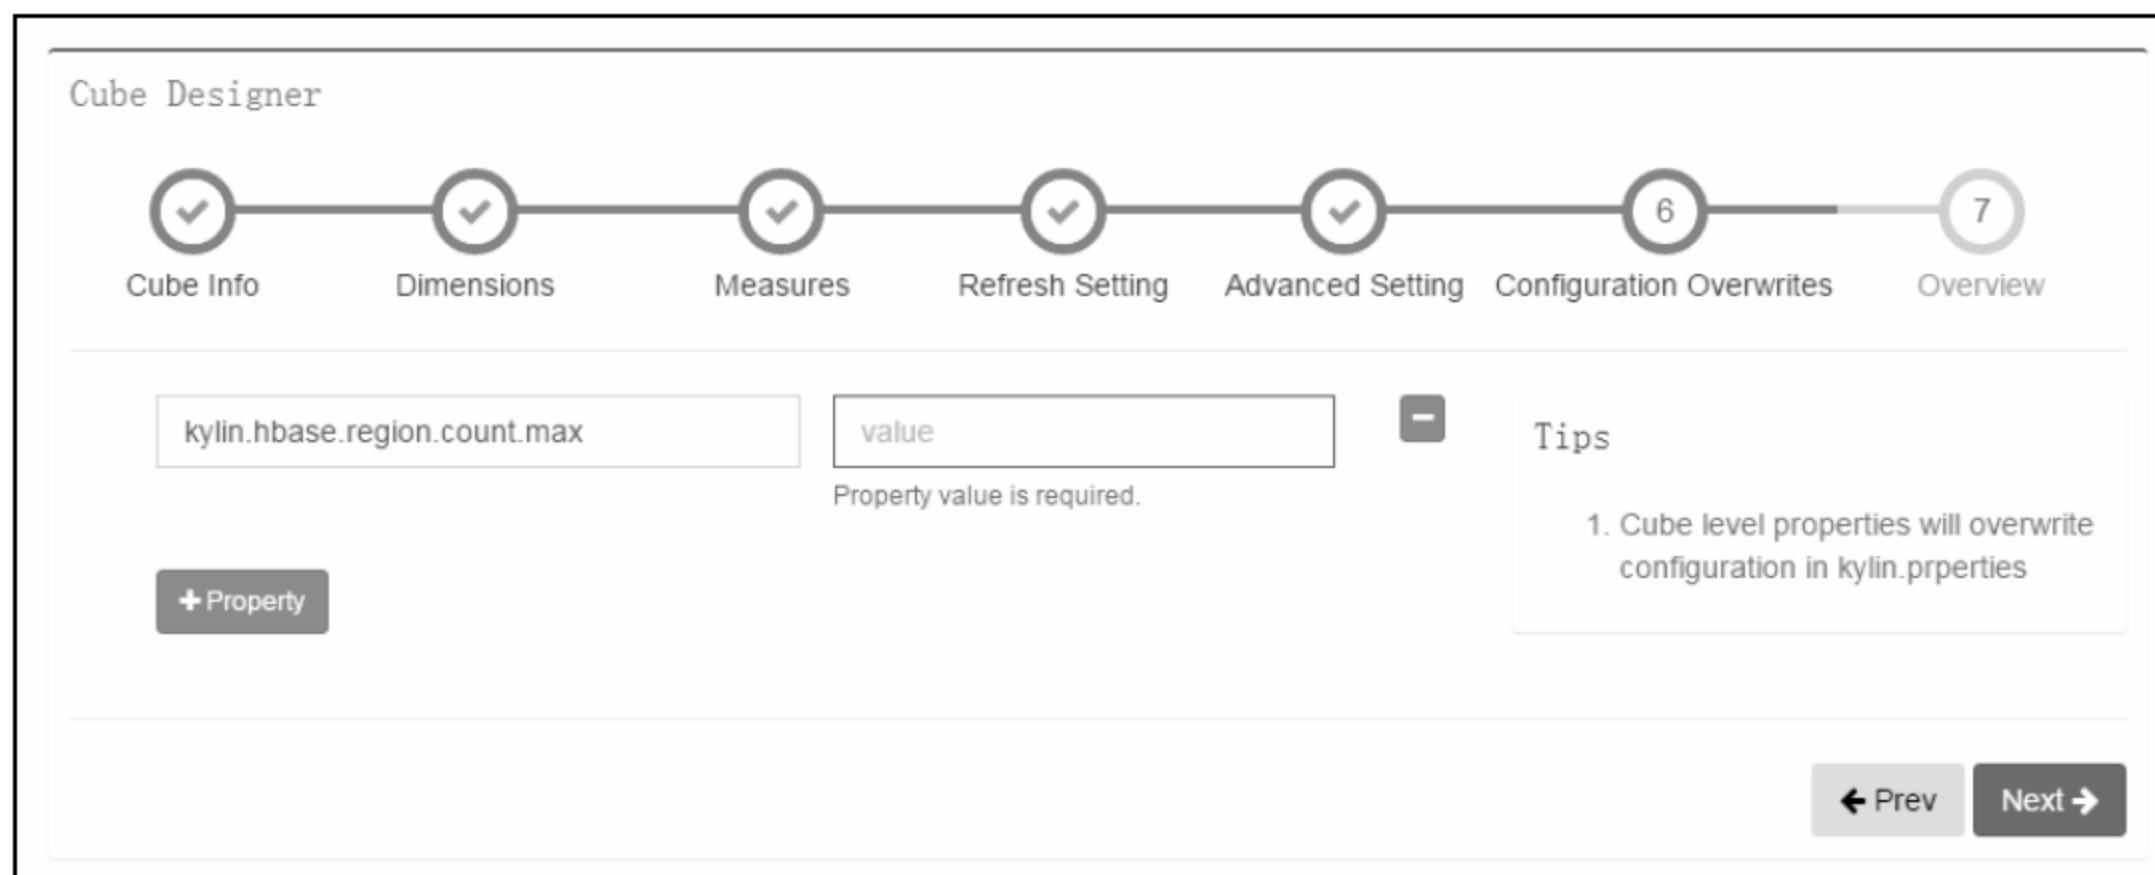 Cube Designer
6
7
Cube Info
Dimensions
Measures
Refresh Setting
Advanced Setting
Configuration Overwrites
Overview
kylin.hbase.region.count.max
value
Property value is required.
Property
Tips
1. Cube level properties will overwrite
configuration in kylin.prperties
Prev
Next